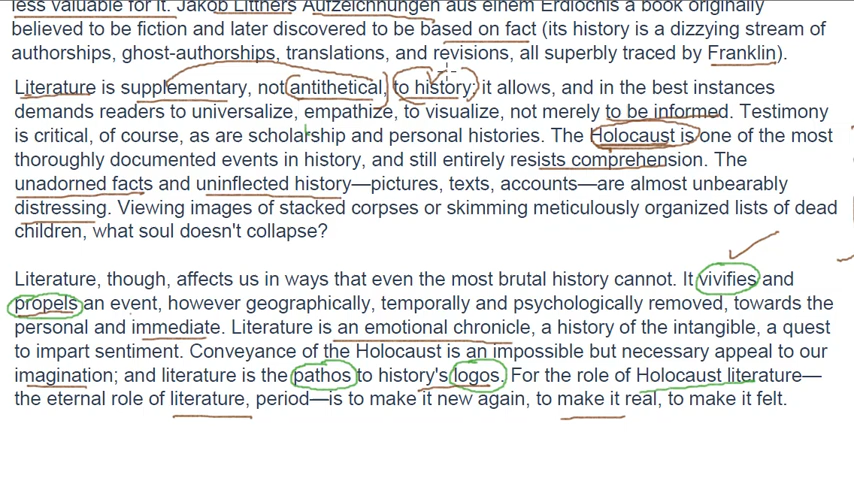 less valuable for it. Jakob Littners Aufzeichnungen aus einem Erdloch is a book originally
believed to be fiction and later discovered to be based on fact (its history is a dizzying stream of
authorships, ghost-authorships, translations, and revisions, all superbly traced by Franklin).
Literature is supplementary, not antithetical, to history; it allows, and in the best instances
demands readers to universalize, empathize, to visualize, not merely to be informed. Testimony
is critical, of course, as are scholarship and personal histories. The Holocaust is one of the most
thoroughly documented events in history, and still entirely resists comprehension. The
unadorned facts and uninflected history—pictures, texts, accounts—are almost unbearably
distressing. Viewing images of stacked corpses or skimming meticulously organized lists of dead
children, what soul doesn't collapse?
Literature, though, affects us in ways that even the most brutal history cannot. It vivifies and
propels an event, however geographically, temporally and psychologically removed, towards the
personal and immediate. Literature is an emotional chronicle, a history of the intangible, a quest
to impart sentiment. Conveyance of the Holocaust is an impossible but necessary appeal to our
imagination; and literature is the pathos to history's logos. For the role of Holocaust literature—
the eternal role of literature, period—is to make it new again, to make it real, to make it felt.